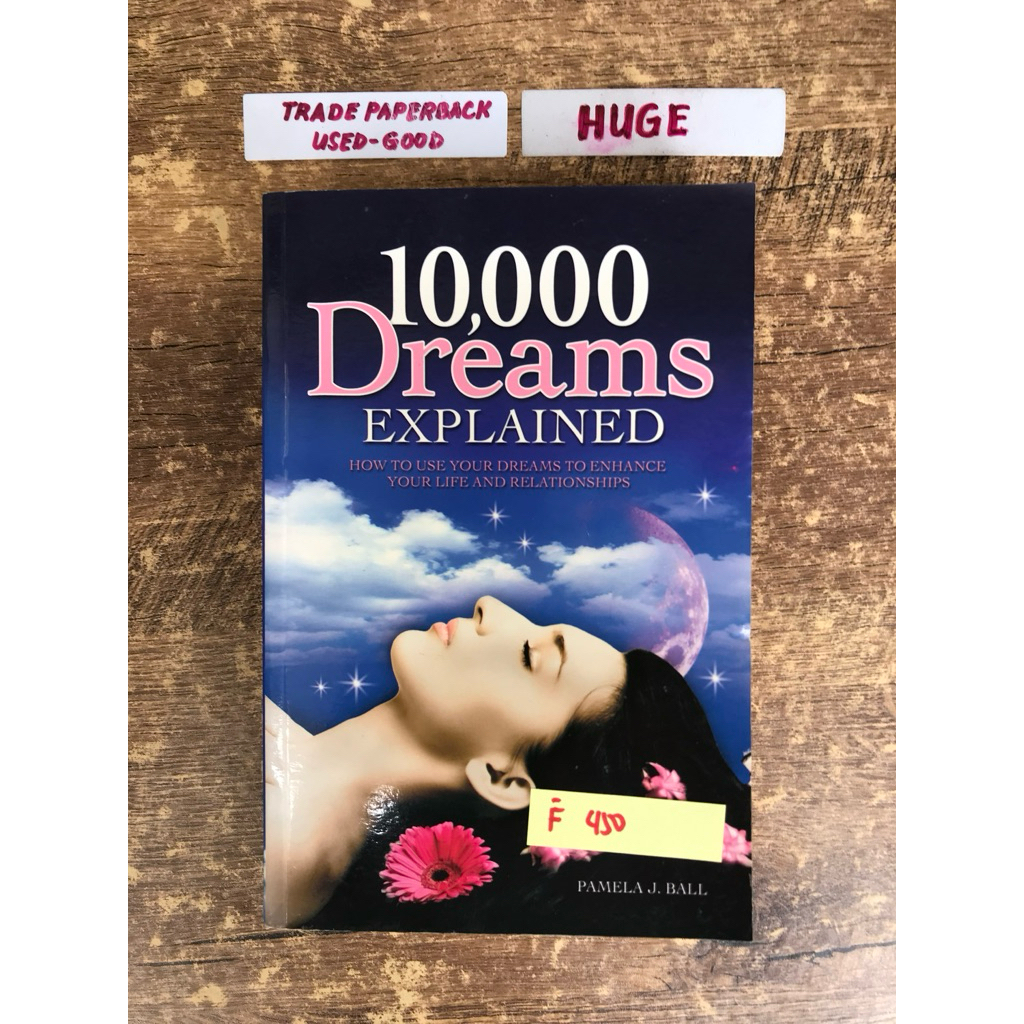 TRADE PAPERBACK
USED-GOOD
HUGE
10,000
Dreams
EXPLAINED
HOW TO USE YOUR DREAMS TO ENHANCE
YOUR LIFE AND RELATIONSHIPS
F 450
PAMELA J. BALL